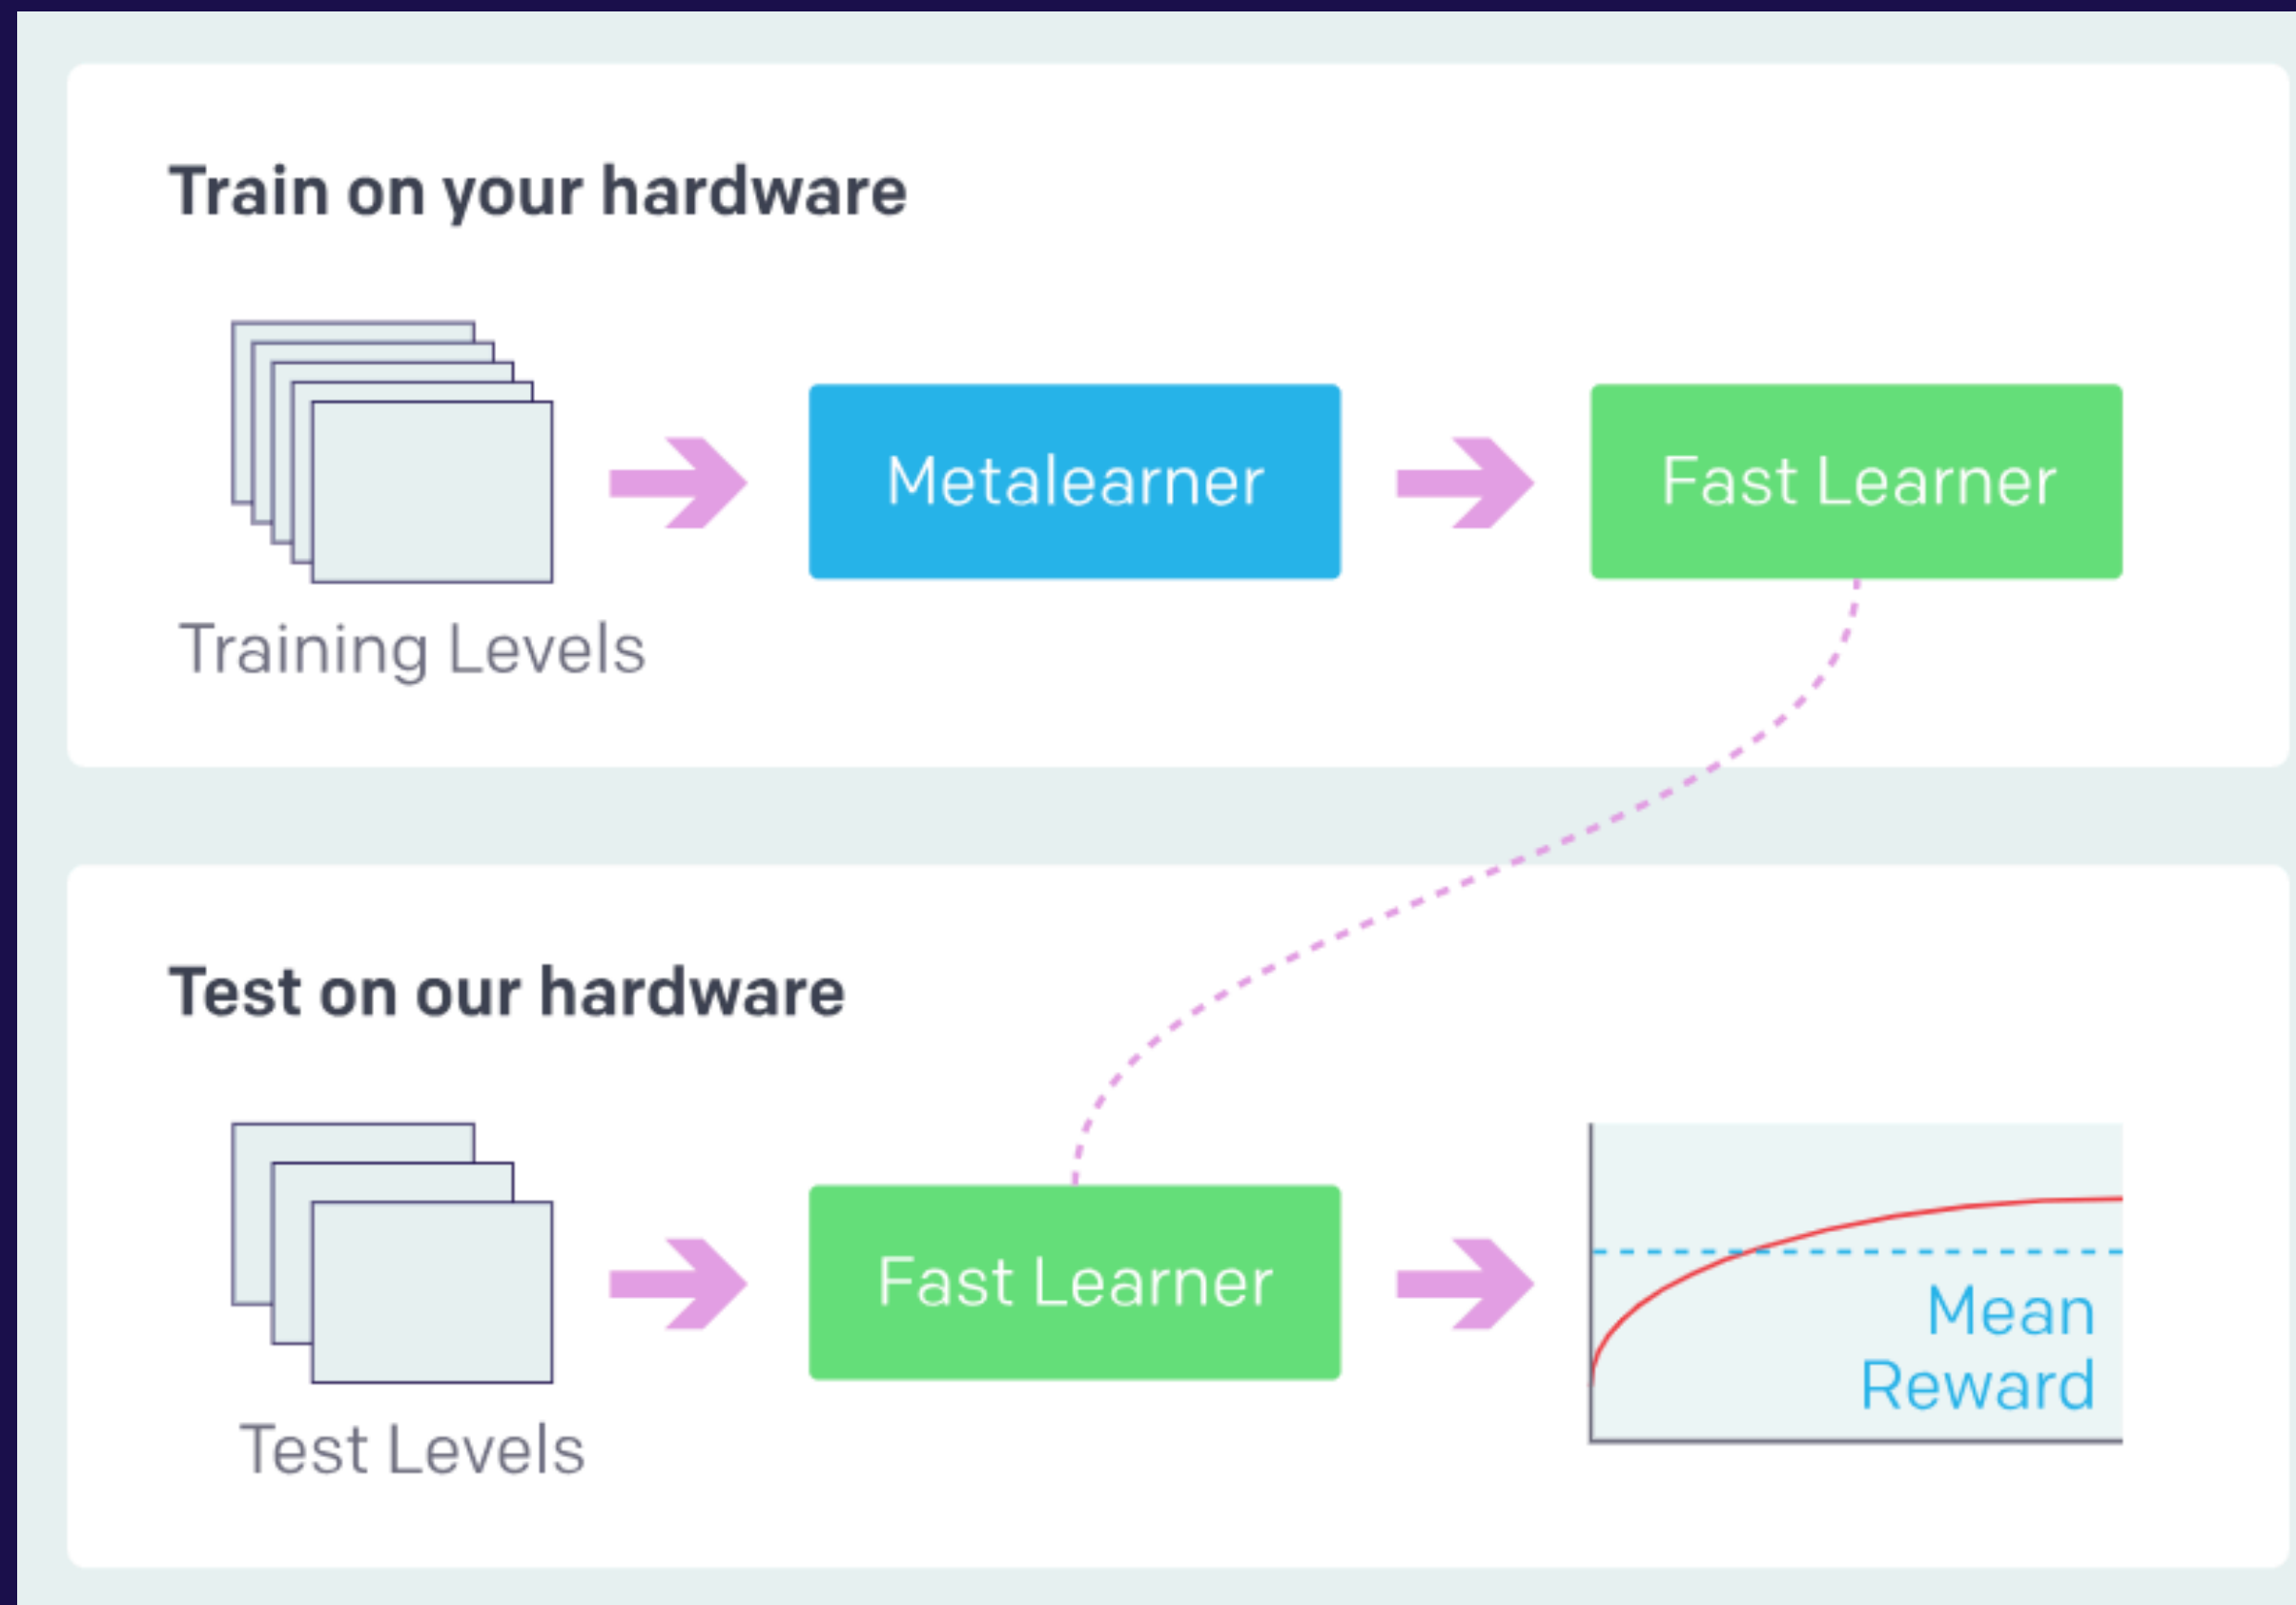 Train on your hardware
Metalearner
Fast Learner
Training Levels
Test on our hardware
Fast Learner
Mean
Reward
Test Levels